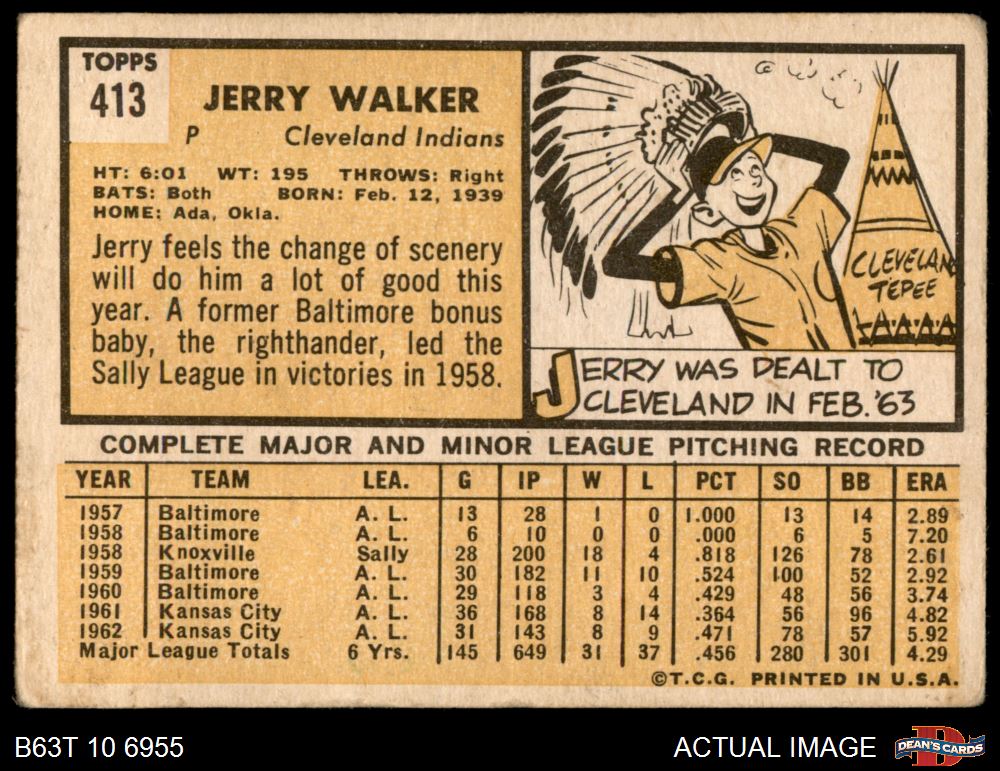 TOPPS
413
JERRY WALKER
P Cleveland Indians
HT: 6:01 WT: 195 THROWS: Right
BATS: Both BORN: Feb. 12, 1939
HOME: Ada, Okla.
Jerry feels the change of scenery
will do him a lot of good this
year. A former Baltimore bonus
baby, the righthander, led the
Sally League in victories in 1958.
CLEVELAN
TEPEE
JERRY WAS DEALT TO
CLEVELAND IN FEB. '63
COMPLETE MAJOR AND MINOR LEAGUE PITCHING RECORD
YEAR TEAM LEA. G IP W L PCT SO BB ERA
1957 Baltimore A. L. 13 28 1 0 1.000 13 14 2.89
1958 Baltimore A. L. 6 10 0 0 .000 6 5 7.20
1958 Knoxville Sally 28 200 18 4 .818 126 78 2.61
1959 Baltimore A. L. 30 182 11 10 .524 100 52 2.92
1960 Baltimore A. L. 29 118 3 4 .429 48 56 3.74
1961 Kansas City A. L. 36 168 8 14 .364 56 96 4.82
1962 Kansas City A. L. 31 143 8 9 .471 78 57 5.92
Major League Totals 6 Yrs. 145 649 31 37 .456 280 301 4.29
©T.C.G. PRINTED IN U.S.A.
B63T 10 6955
ACTUAL IMAGE
DEAN'S CARDS